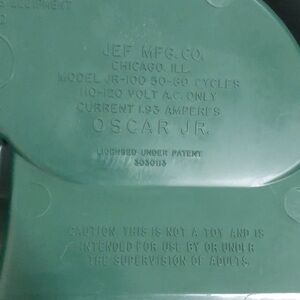 EQUIPMENT
JEF MFG. CO.
CHICAGO, ILL.
MODEL JR-100 50-60 CYCLES
110-120 VOLT A.C. ONLY
CURRENT 1.93 AMPERES
OSCAR JR.
LICENSED UNDER PATENT
3030113
CAUTION THIS IS NOT A TOY AND IS
INTENDED FOR USE BY OR UNDER
THE SUPERVISION OF ADULTS.